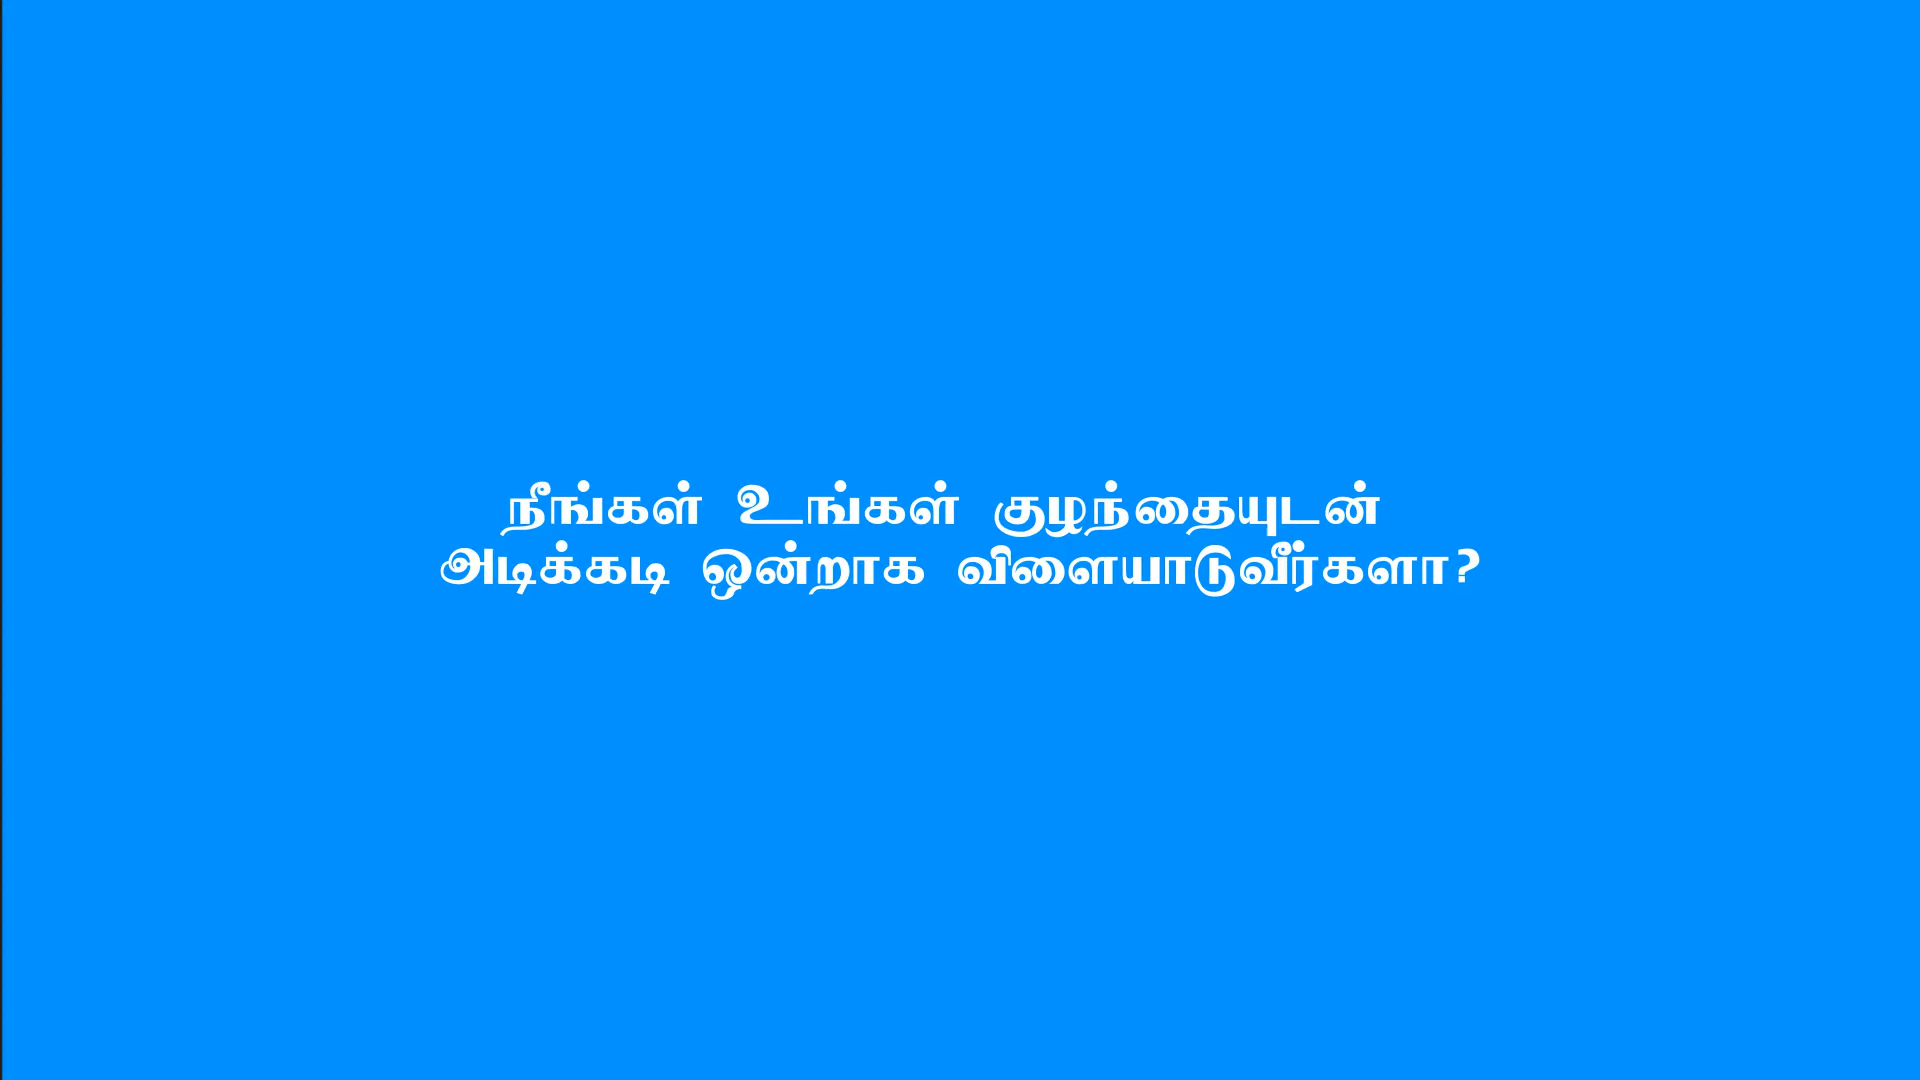 நீங்கள் உங்கள் குழந்தையுடன்
அடிக்கடி ஒன்றாக விளையாடுவீர்களா?